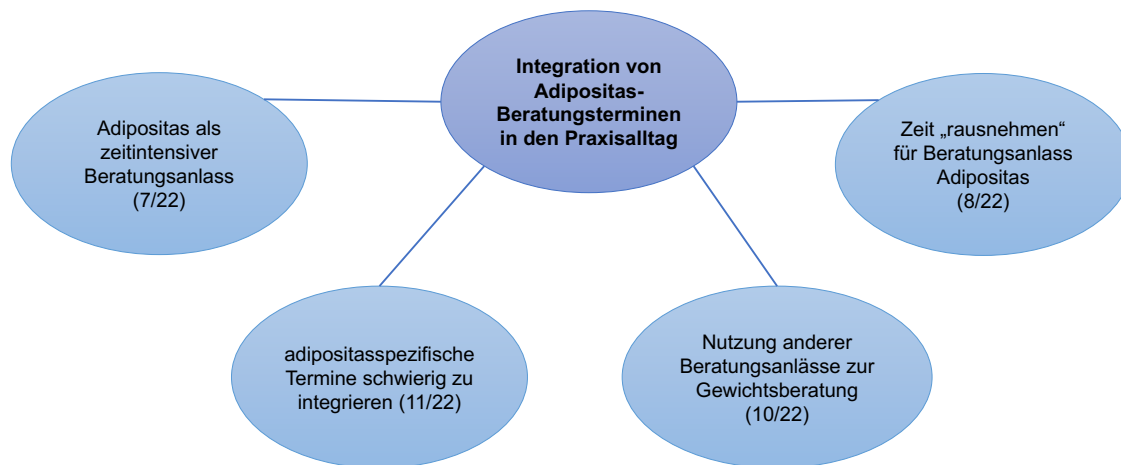 Integration von
Adipositas-
Beratungsterminen
in den Praxisalltag
Adipositas als
zeitintensiver
Beratungsanlass
(7/22)
Zeit „rausnehmen“
für Beratungsanlass
Adipositas
(8/22)
adipositasspezifische
Termine schwierig zu
integrieren (11/22)
Nutzung anderer
Beratungsanlässe zur
Gewichtsberatung
(10/22)